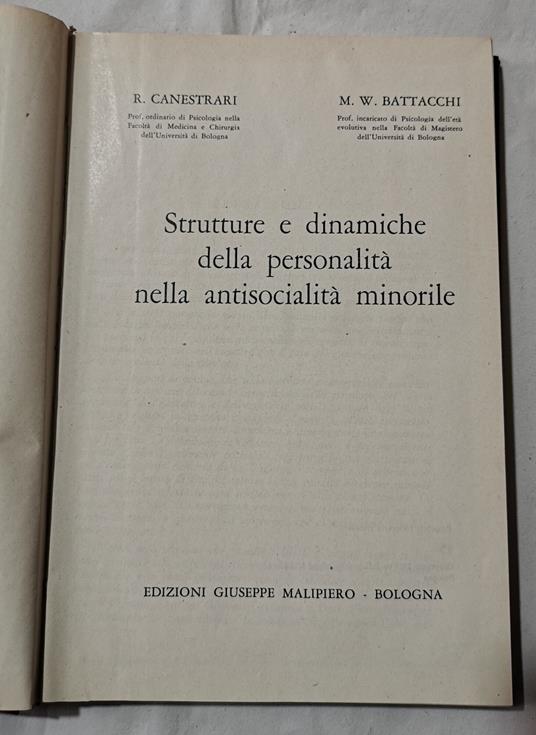 R. CANESTRARI
Prof. ordinario di Psicologia nella
Facoltà di Medicina e Chirurgia
dell'Università di Bologna
M. W. BATTACCHI
Prof. incaricato di Psicologia dell'età
evolutiva nella Facoltà di Magistero
dell'Università di Bologna
Strutture e dinamiche
della personalità
nella antisocialità minorile
EDIZIONI GIUSEPPE MALIPIERO - BOLOGNA